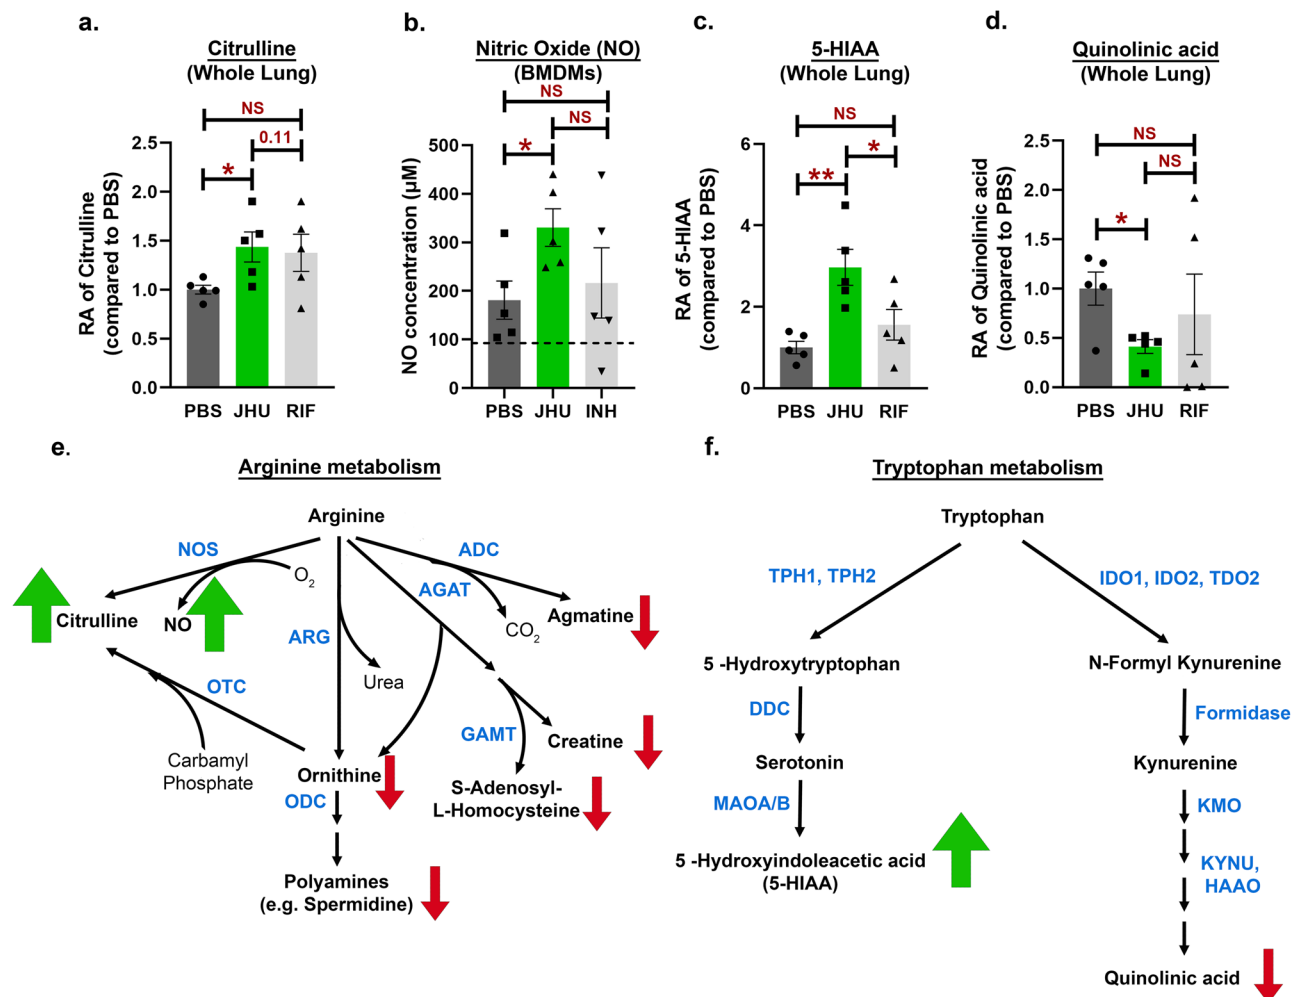 a.
Citrulline
(Whole Lung)
NS
0.11
*
RA of Citrulline
(compared to PBS)
2.5
2.0
1.5
1.0
0.5
0.0
PBS JHU RIF
b.
Nitric Oxide (NO)
(BMDMs)
NS
NS
*
NO concentration (µM)
500
400
300
200
100
0
PBS JHU INH
c.
5-HIAA
(Whole Lung)
NS
*
**
RA of 5-HIAA
(compared to PBS)
6
4
2
0
PBS JHU RIF
d.
Quinolinic acid
(Whole Lung)
NS
NS
*
RA of Quinolinic acid
(compared to PBS)
2.5
2.0
1.5
1.0
0.5
0.0
PBS JHU RIF
e.
Arginine metabolism
Arginine
NOS
ADC
O2
AGAT
Citrulline
NO
CO2
Agmatine
ARG
Urea
OTC
GAMT
Creatine
Carbamyl
Phosphate
Ornithine
S-Adenosyl-
L-Homocysteine
ODC
Polyamines
(e.g. Spermidine)
f.
Tryptophan metabolism
Tryptophan
TPH1, TPH2
IDO1, IDO2, TDO2
5 -Hydroxytryptophan
N-Formyl Kynurenine
DDC
Formidase
Serotonin
Kynurenine
MAOA/B
KMO
5 -Hydroxyindoleacetic acid
(5-HIAA)
KYNU,
HAAO
Quinolinic acid